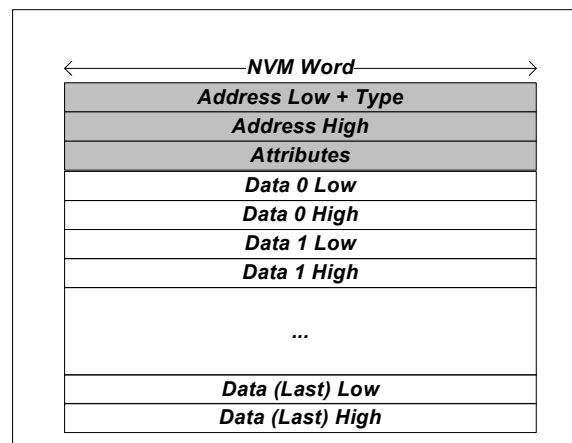 NVM Word
Address Low + Type
Address High
Attributes
Data 0 Low
Data 0 High
Data 1 Low
Data 1 High
...
Data (Last) Low
Data (Last) High